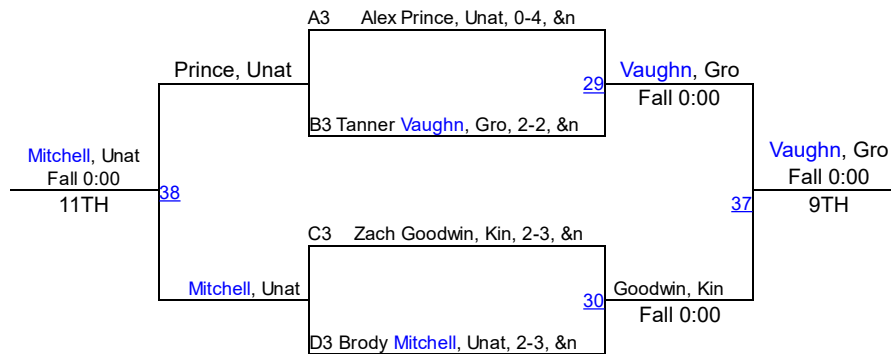 A3 Alex Prince, Unat, 0-4, &n
Prince, Unat
29
Vaughn, Gro
Fall 0:00
B3 Tanner Vaughn, Gro, 2-2, &n
Mitchell, Unat
Fall 0:00
11TH
38
Vaughn, Gro
Fall 0:00
9TH
37
C3 Zach Goodwin, Kin, 2-3, &n
Mitchell, Unat
30
Goodwin, Kin
Fall 0:00
D3 Brody Mitchell, Unat, 2-3, &n